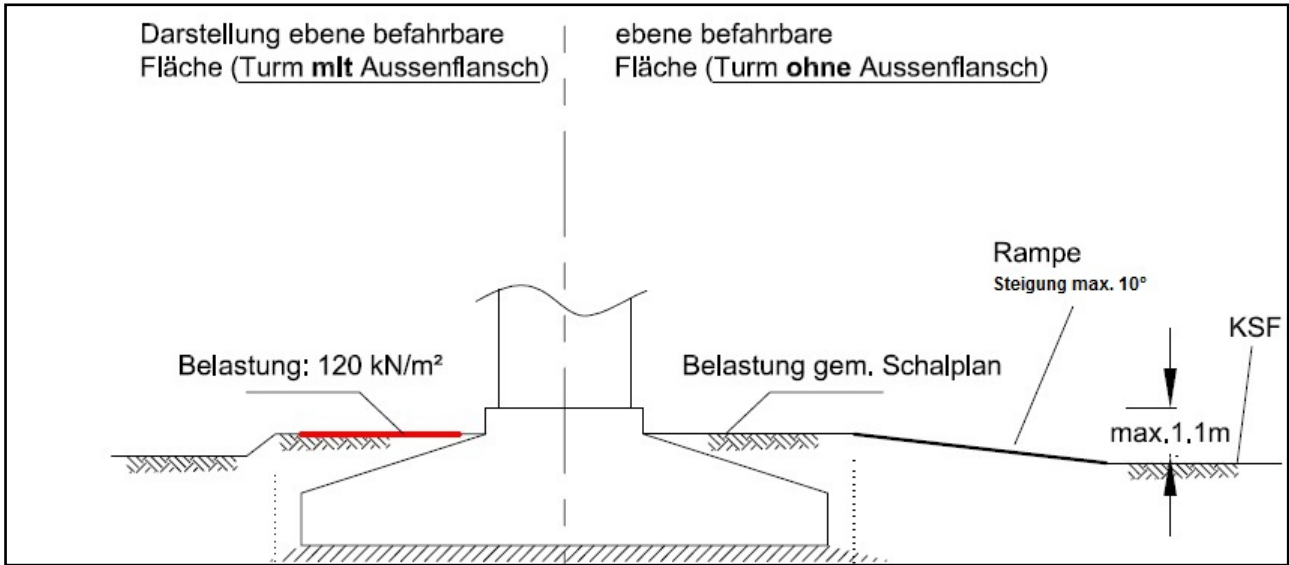 Darstellung ebene befahrbare
Fläche (Turm mIt Aussenflansch)
ebene befahrbare
Fläche (Turm ohne Aussenflansch)
Rampe
Steigung max. 10°
KSF
Belastung: 120 kN/m²
Belastung gem. Schalplan
max.1.1m